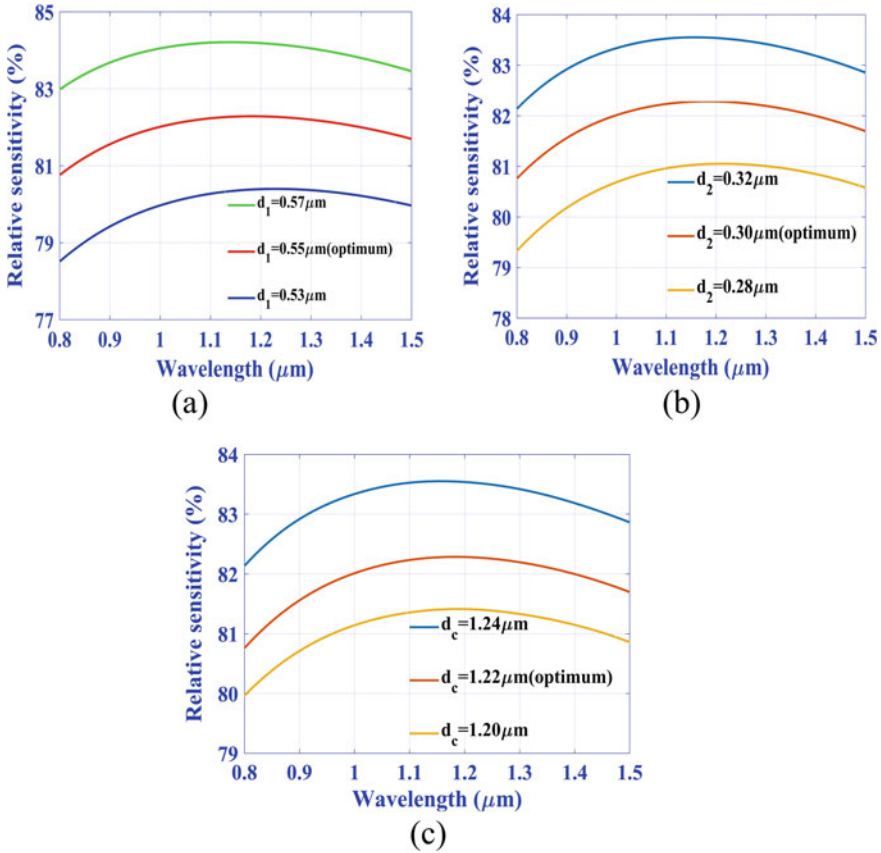 85
83
81
79
77
Relative sensitivity (%)
d1=0.57μm
d1=0.55μm(optimum)
d1=0.53μm
0.8 0.9 1 1.1 1.2 1.3 1.4 1.5
Wavelength (μm)
(a)
84
83
82
81
80
79
78
Relative sensitivity (%)
d2=0.32μm
d2=0.30μm(optimum)
d2=0.28μm
0.8 0.9 1 1.1 1.2 1.3 1.4 1.5
Wavelength (μm)
(b)
84
83
82
81
80
79
Relative sensitivity (%)
dc=1.24μm
dc=1.22μm(optimum)
dc=1.20μm
0.8 0.9 1 1.1 1.2 1.3 1.4 1.5
Wavelength (μm)
(c)